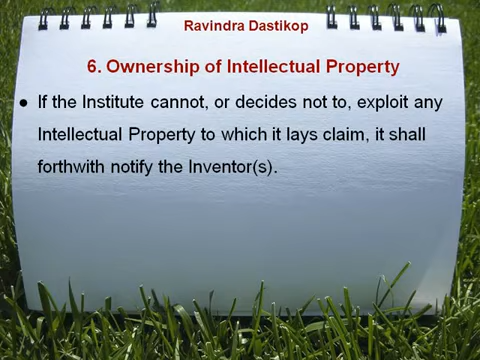 Ravindra Dastikop
6. Ownership of Intellectual Property
● If the Institute cannot, or decides not to, exploit any
Intellectual Property to which it lays claim, it shall
forthwith notify the Inventor(s).